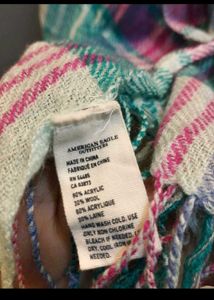 AMERICAN EAGLE
OUTFITTERS
MADE IN CHINA
FABRIQUÉ EN CHINE
RN 54485
CA 03873
80% ACRYLIC
20% WOOL
80% ACRYLIQUE
20% LAINE
HAND WASH COLD. USE
ONLY NON CHLORINE
BLEACH IF NEEDED.
DRY. COOL IRON IF
NEEDED.